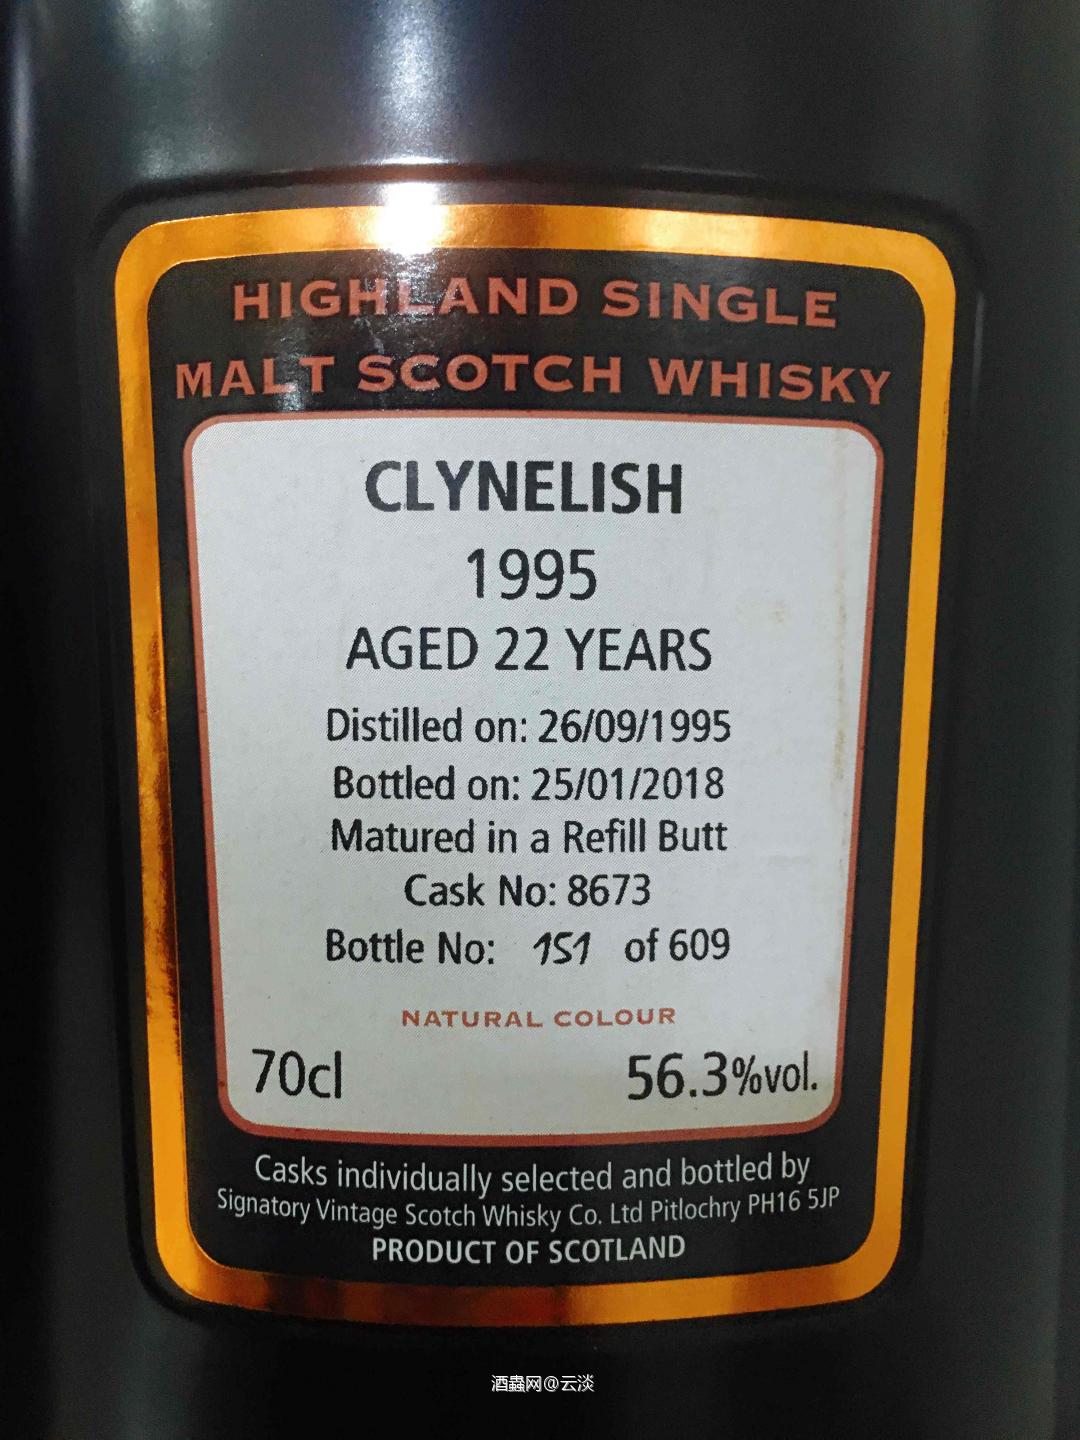 HIGHLAND SINGLE
MALT SCOTCH WHISKY
CLYNELISH
1995
AGED 22 YEARS
Distilled on: 26/09/1995
Bottled on: 25/01/2018
Matured in a Refill Butt
Cask No: 8673
Bottle No: 151 of 609
NATURAL COLOUR
70cl 56.3%vol.
Casks individually selected and bottled by
Signatory Vintage Scotch Whisky Co. Ltd Pitlochry PH16 5JP
PRODUCT OF SCOTLAND
酒蟲网@云淡